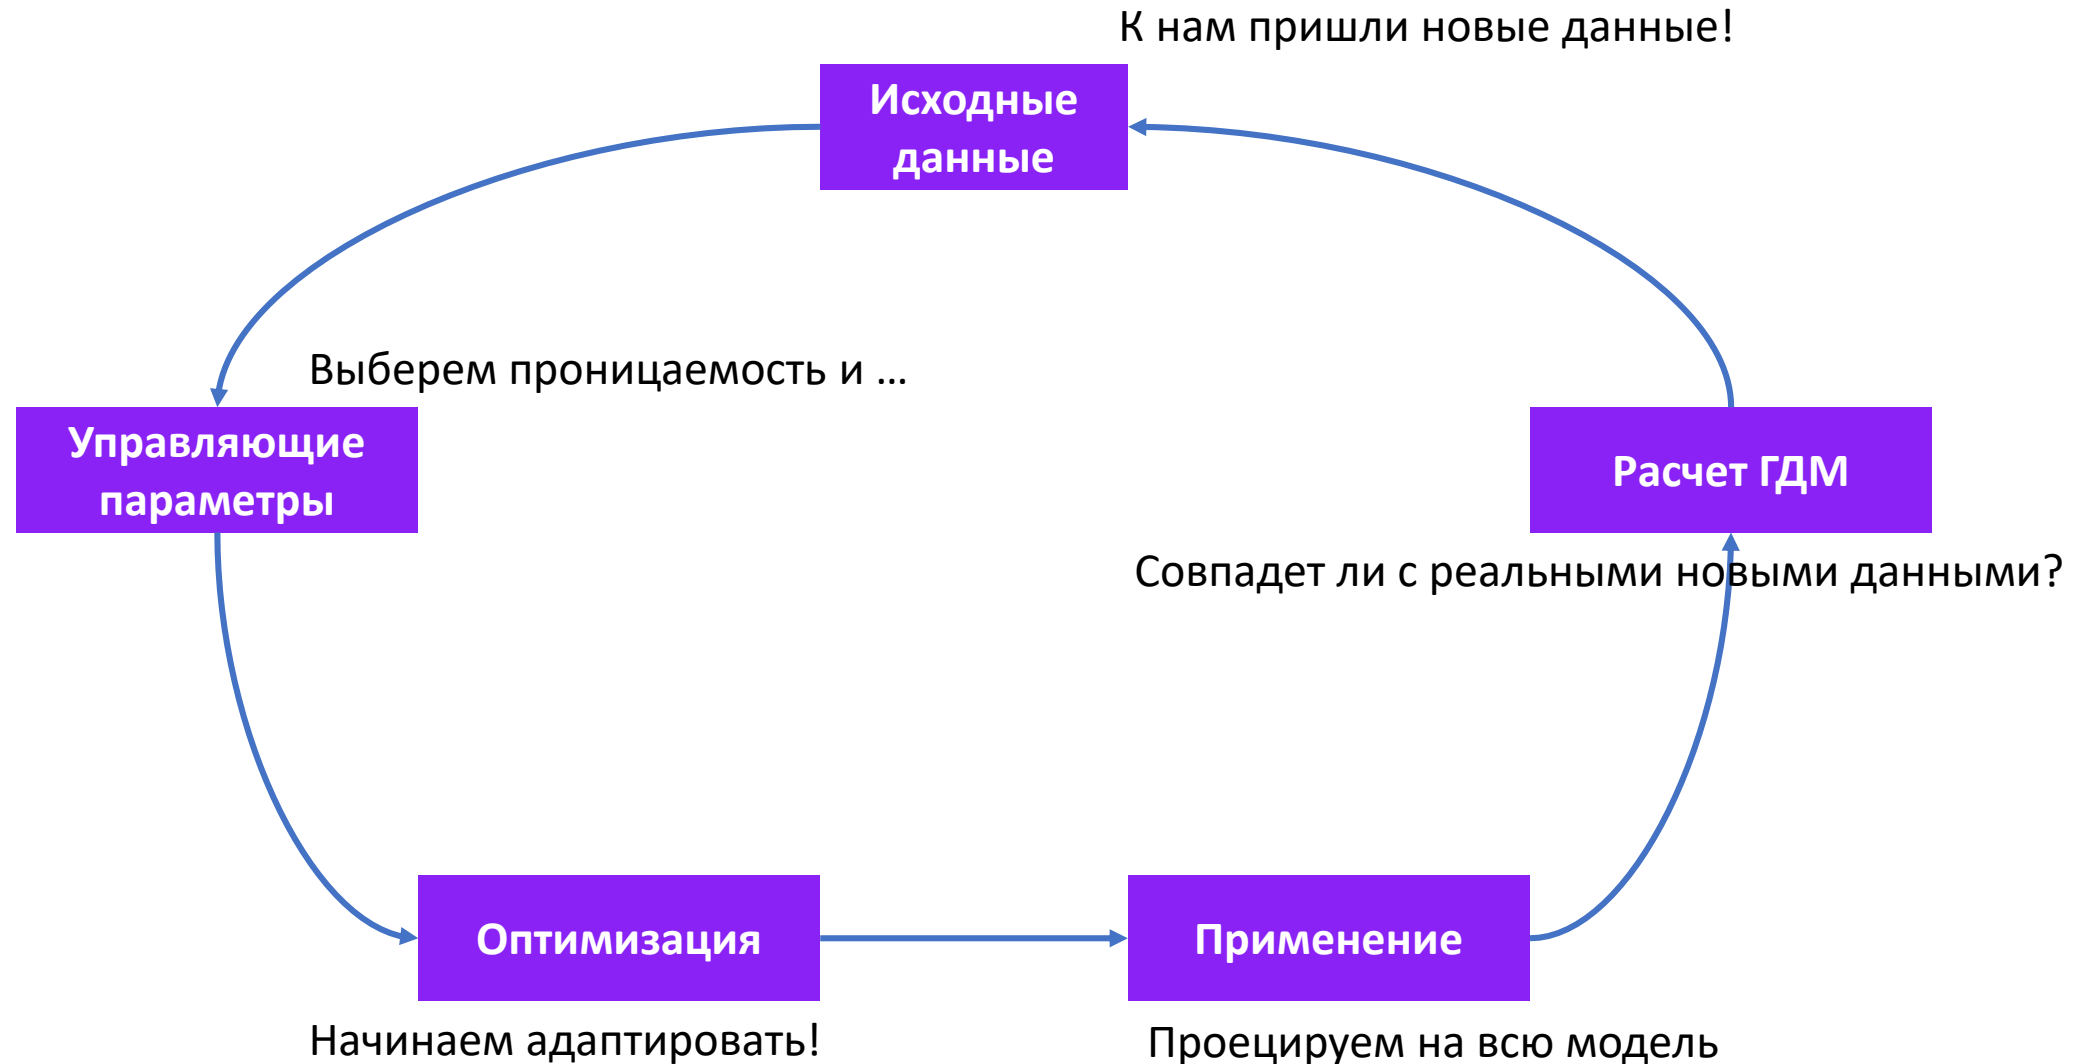 К нам пришли новые данные!
Исходные
данные
Выберем проницаемость и ...
Управляющие
параметры
Расчет ГДМ
Совпадет ли с реальными новыми данными?
Оптимизация
Применение
Начинаем адаптировать!
Проецируем на всю модель